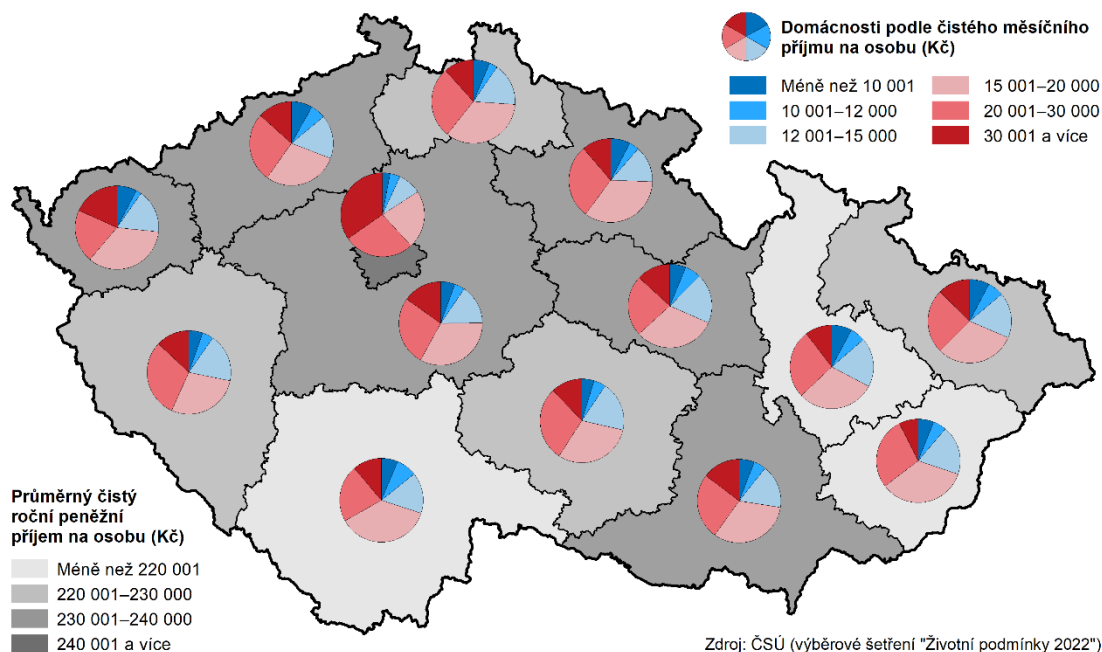 Domácnosti podle čistého měsíčního
příjmu na osobu (Kč)
Méně než 10 001
10 001–12 000
12 001–15 000
15 001–20 000
20 001–30 000
30 001 a více
Průměrný čistý
roční peněžní
příjem na osobu (Kč)
Méně než 220 001
220 001–230 000
230 001–240 000
240 001 a více
Zdroj: ČSÚ (výběrové šetření "Životní podmínky 2022")